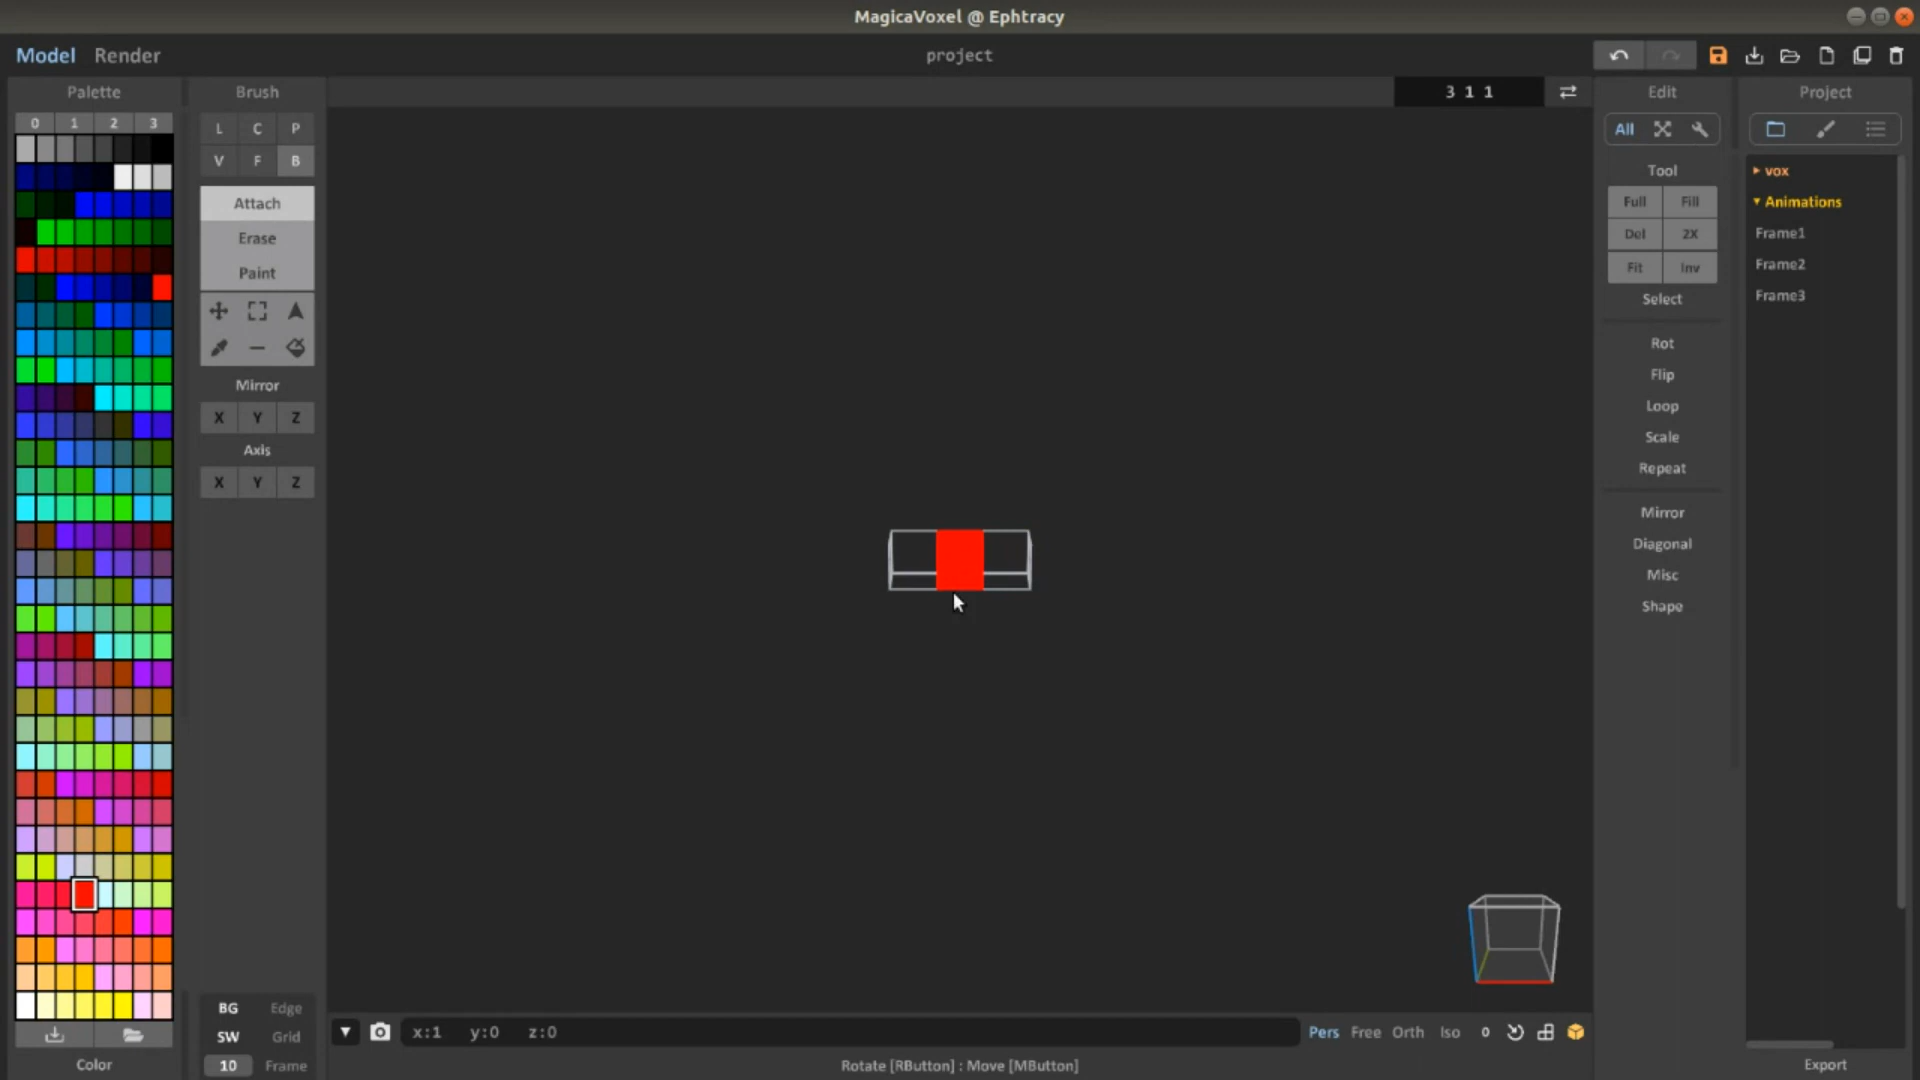 MagicaVoxel @ Ephtracy
Model Render
project
Palette
Brush
3 1 1
Edit
Project
0 1 2 3
L C P
V F B
Attach
Erase
Paint
Mirror
X Y Z
Axis
X Y Z
All
Tool
Full Fill
Del 2X
Fit Inv
Select
Rot
Flip
Loop
Scale
Repeat
Mirror
Diagonal
Misc
Shape
vox
Animations
Frame1
Frame2
Frame3
BG Edge
SW Grid
10 Frame
x:1 y:0 z:0
Pers Free Orth Iso 0
Color
Rotate [RButton] : Move [MButton]
Export